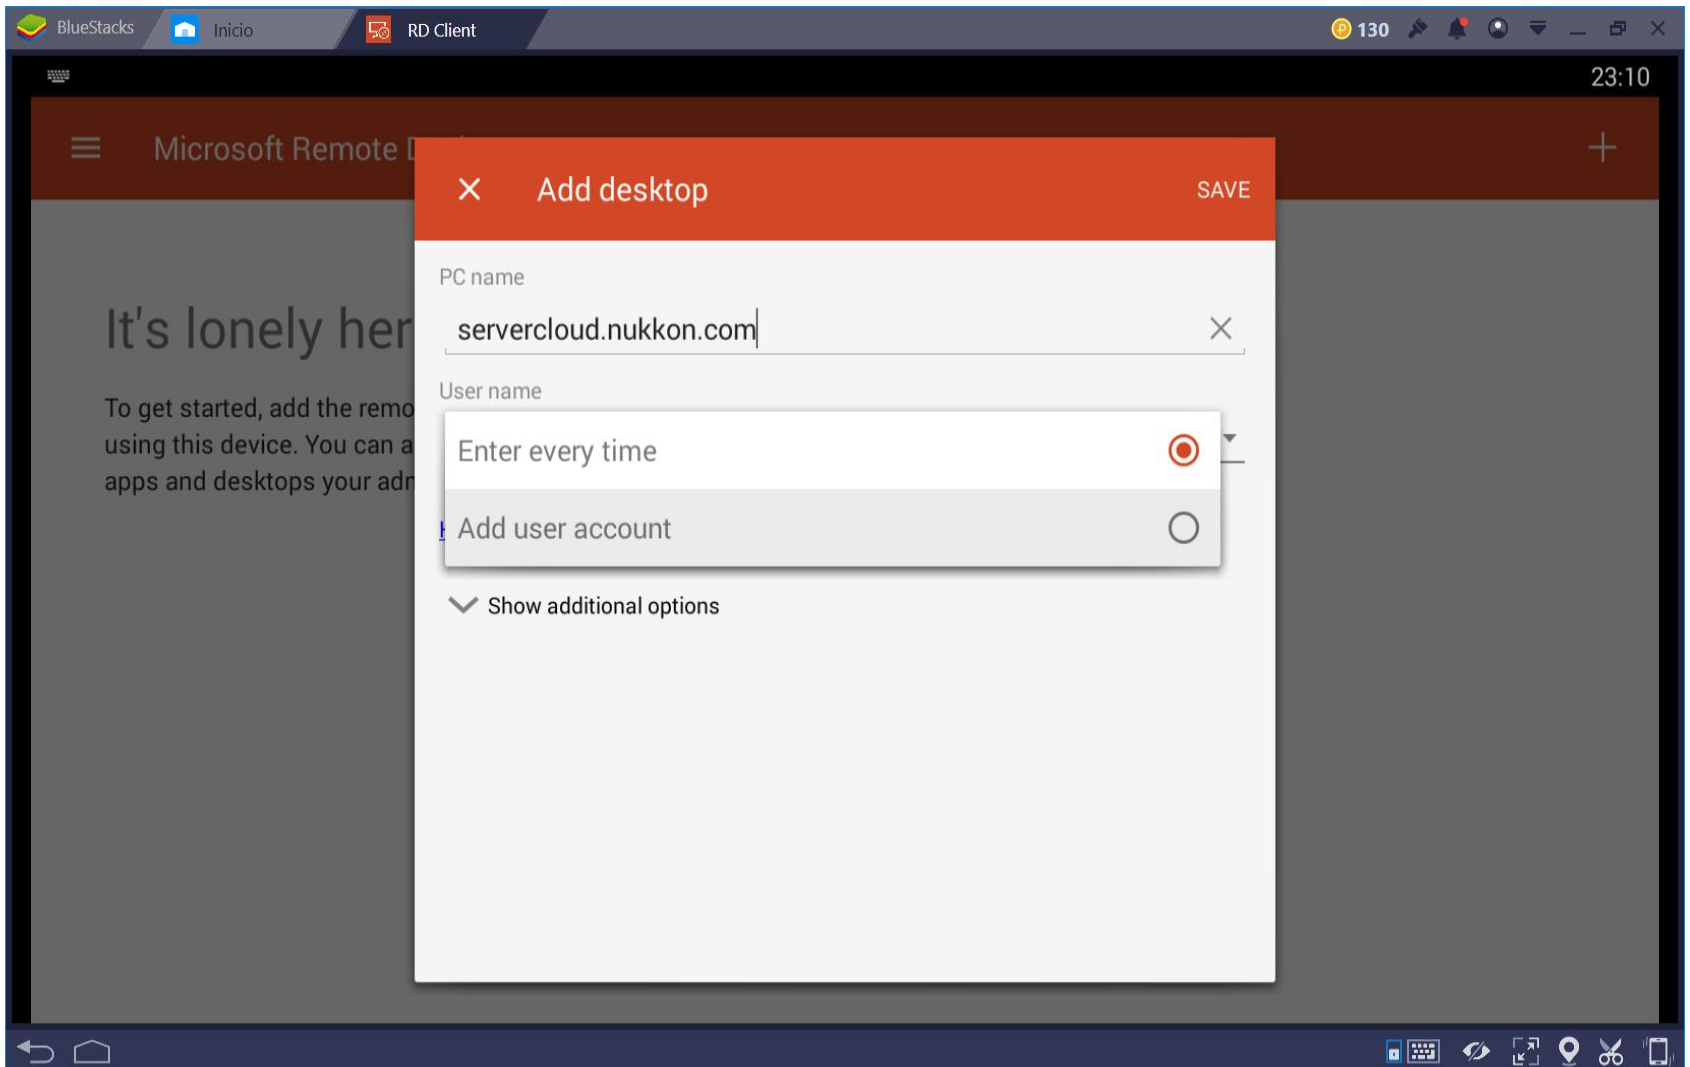 BlueStacks
Inicio
RD Client
130
23:10
Microsoft Remote
Add desktop
SAVE
PC name
servercloud.nukkon.com
It's lonely her
User name
To get started, add the remo
using this device. You can a
apps and desktops your
Enter every time
Add user account
Show additional options